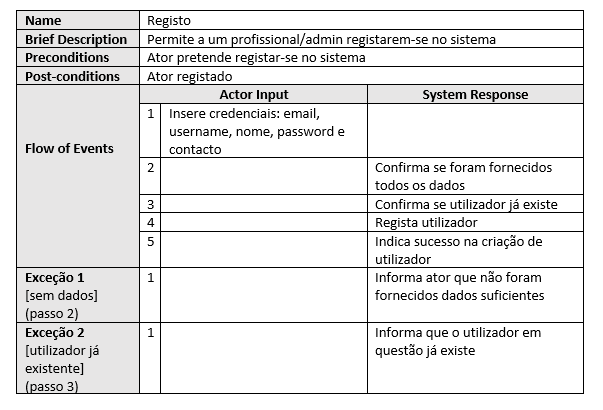 Name Registo
Brief Description Permite a um profissional/admin registarem-se no sistema
Preconditions Ator pretende registar-se no sistema
Post-conditions Ator registado
Flow of Events
Actor Input System Response
1 Insere credenciais: email,
username, nome, password e
contacto
2 Confirma se foram fornecidos
todos os dados
3 Confirma se utilizador já existe
4 Regista utilizador
5 Indica sucesso na criação de
utilizador
Exceção 1
[sem dados]
(passo 2)
1 Informa ator que não foram
fornecidos dados suficientes
Exceção 2
[utilizador já
existente]
(passo 3)
1 Informa que o utilizador em
questão já existe